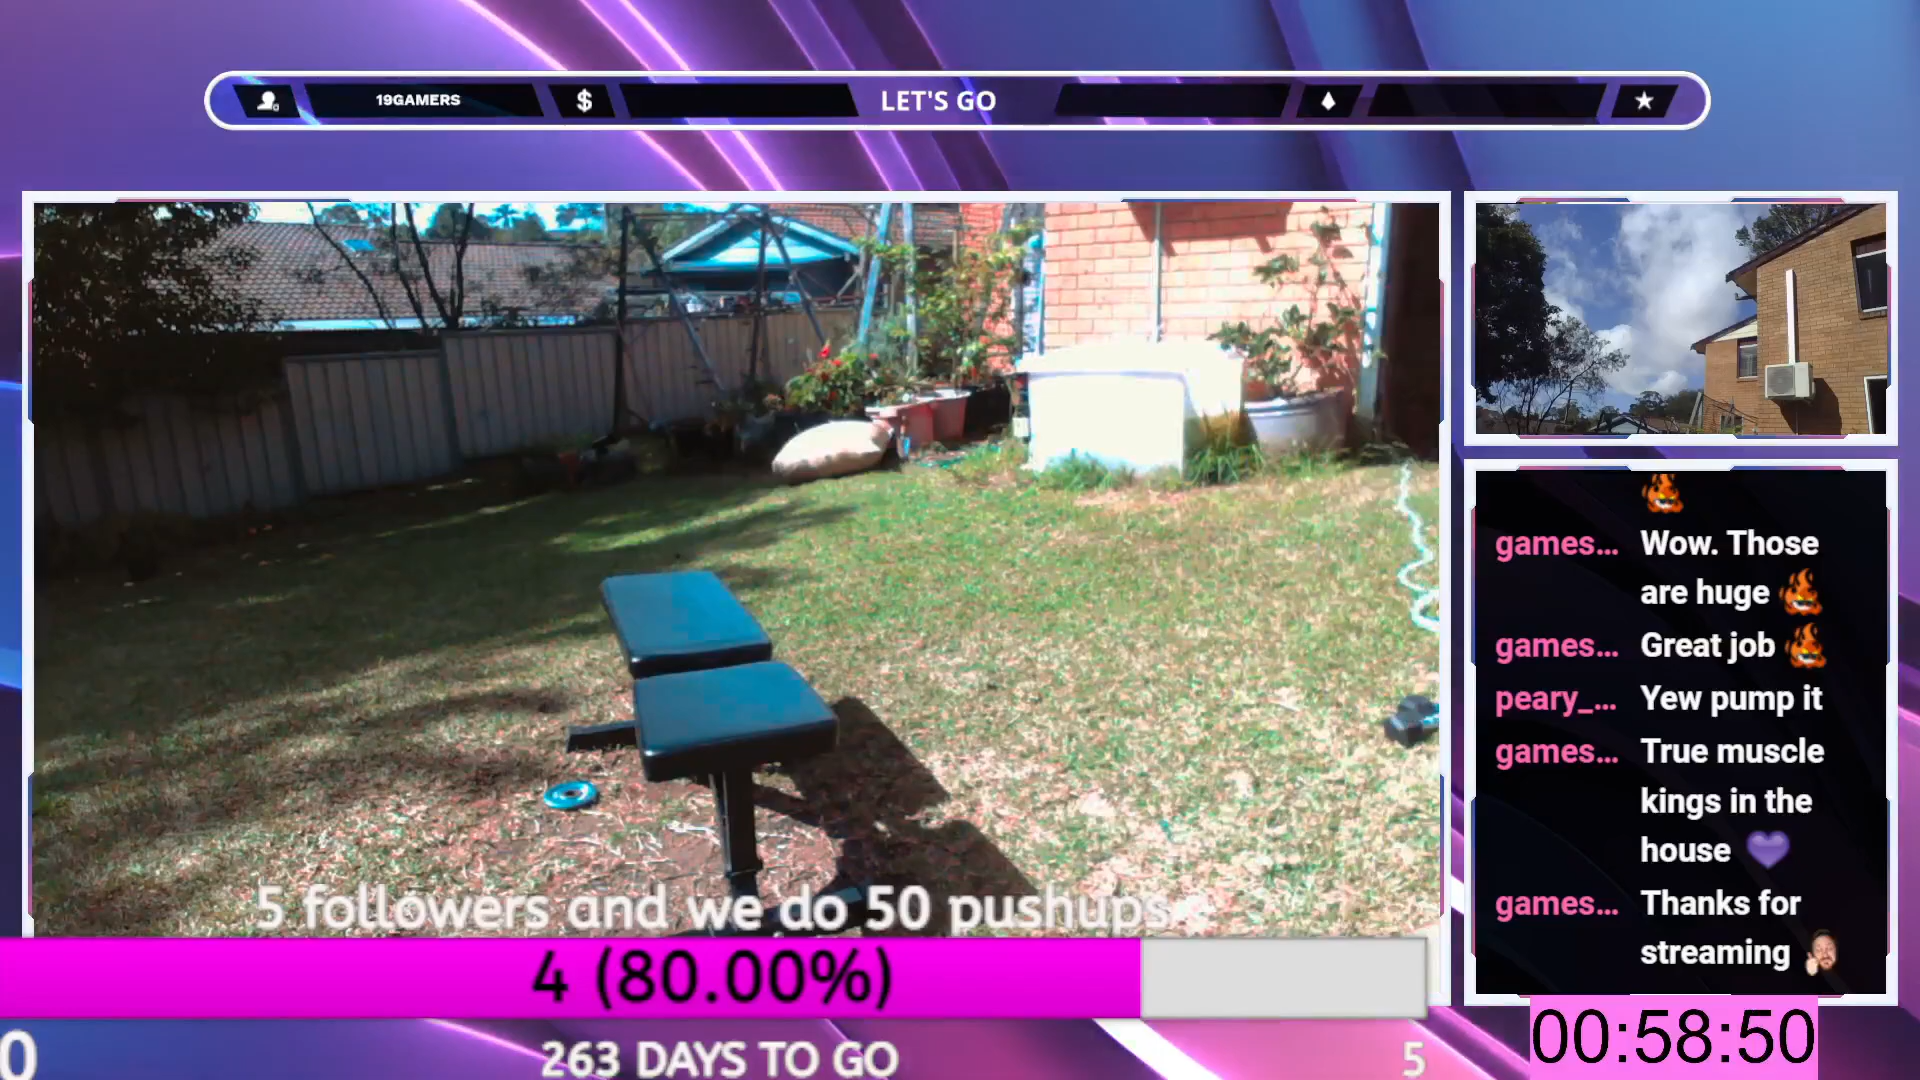 19GAMERS
$
LET'S GO
games... Wow. Those
are huge
games... Great job
peary_... Yew pump it
games... True muscle
kings in the
house
games... Thanks for
streaming
5 followers and we do 50 pushups
4 (80.00%)
0
263 DAYS TO GO
5
00:58:50